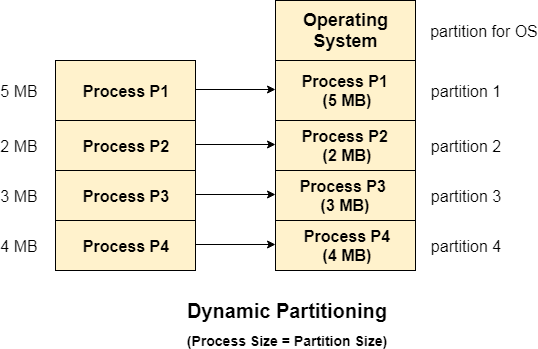 Operating
System
partition for OS
5 MB
Process P1
Process P1
(5 MB)
partition 1
2 MB
Process P2
Process P2
(2 MB)
partition 2
3 MB
Process P3
Process P3
(3 MB)
partition 3
4 MB
Process P4
Process P4
(4 MB)
partition 4
Dynamic Partitioning
(Process Size = Partition Size)